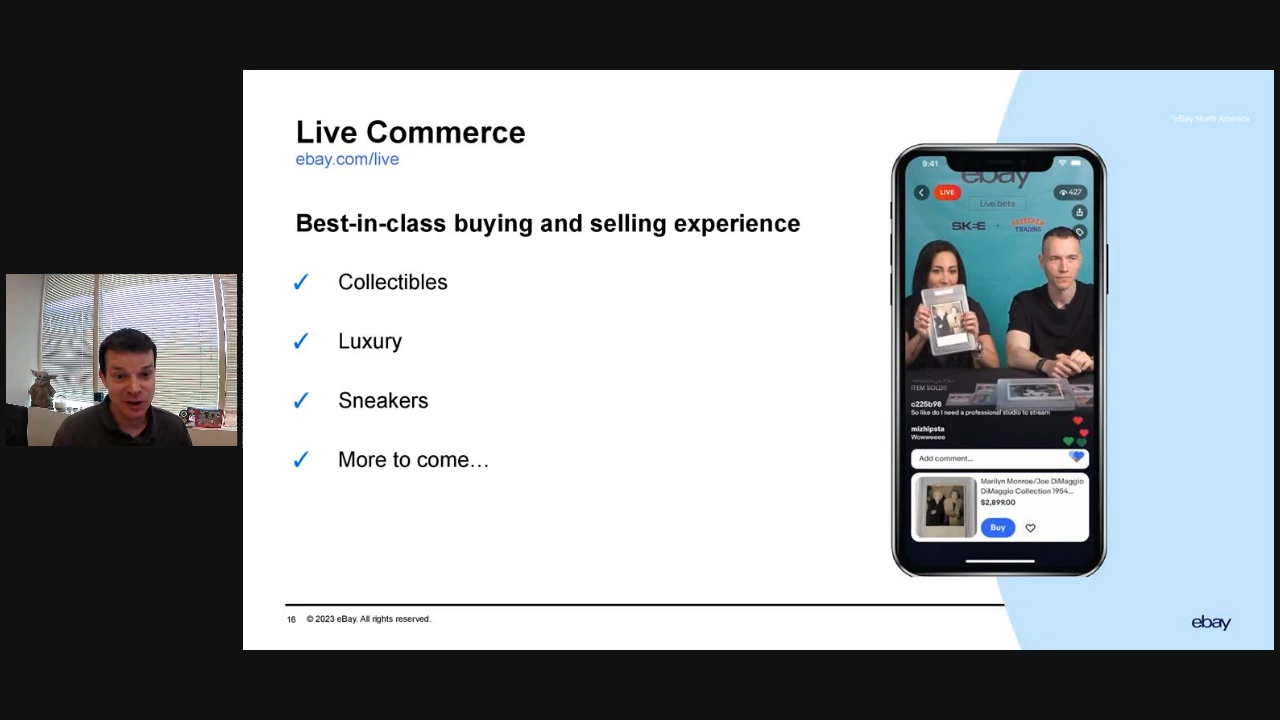 Live Commerce
ebay.com/live
*eBay North America
Best-in-class buying and selling experience
✓ Collectibles
✓ Luxury
✓ Sneakers
✓ More to come…
9:41
ebay
LIVE
427
Live beta
SKEE
TRADING
ITEM SOLD!!
c225b98
So like do I need a professional studio to stream
mizhipsta
Wowweeee
Add comment...
Marilyn Monroe/Joe DiMaggio
DiMaggio Collection 1954...
$2,899.00
Buy
16 © 2023 eBay. All rights reserved.
ebay